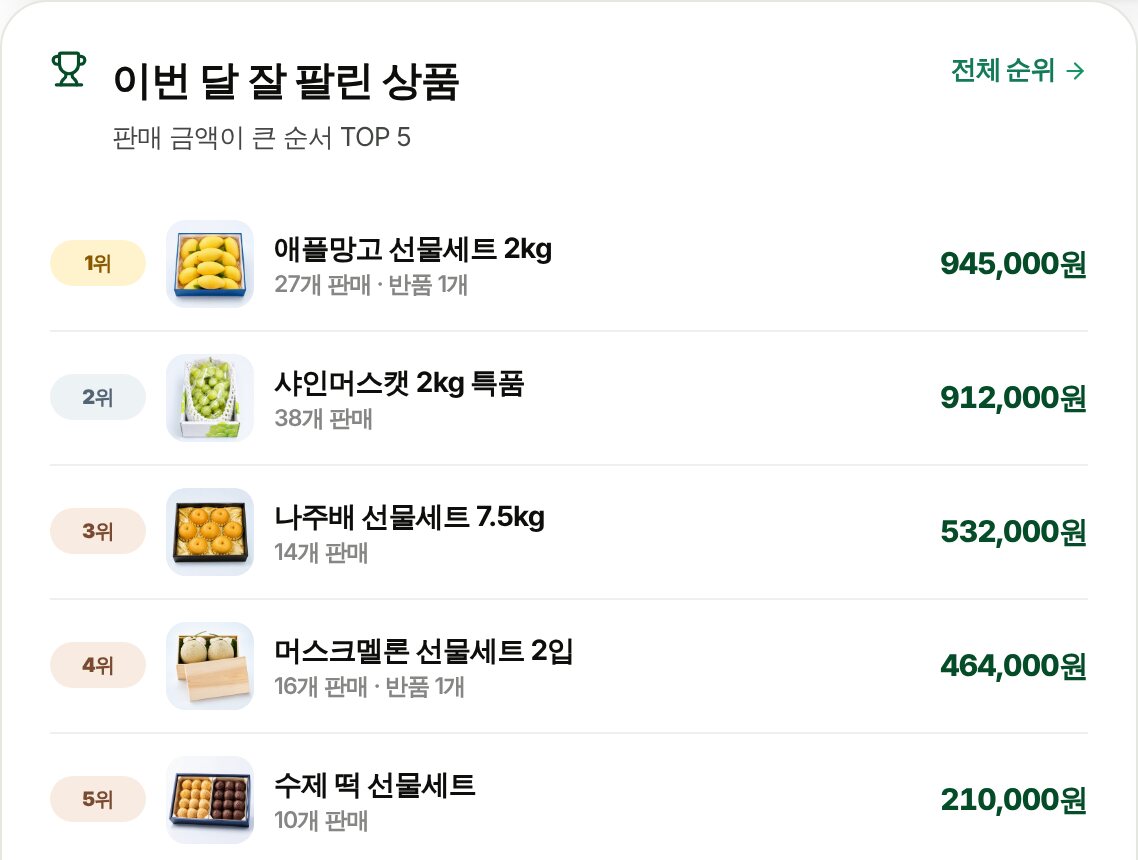 이번 달 잘 팔린 상품
전체 순위 →
판매 금액이 큰 순서 TOP 5
1위
애플망고 선물세트 2kg
27개 판매 · 반품 1개
945,000원
2위
샤인머스캣 2kg 특품
38개 판매
912,000원
3위
나주배 선물세트 7.5kg
14개 판매
532,000원
4위
머스크멜론 선물세트 2입
16개 판매 · 반품 1개
464,000원
5위
수제 떡 선물세트
10개 판매
210,000원